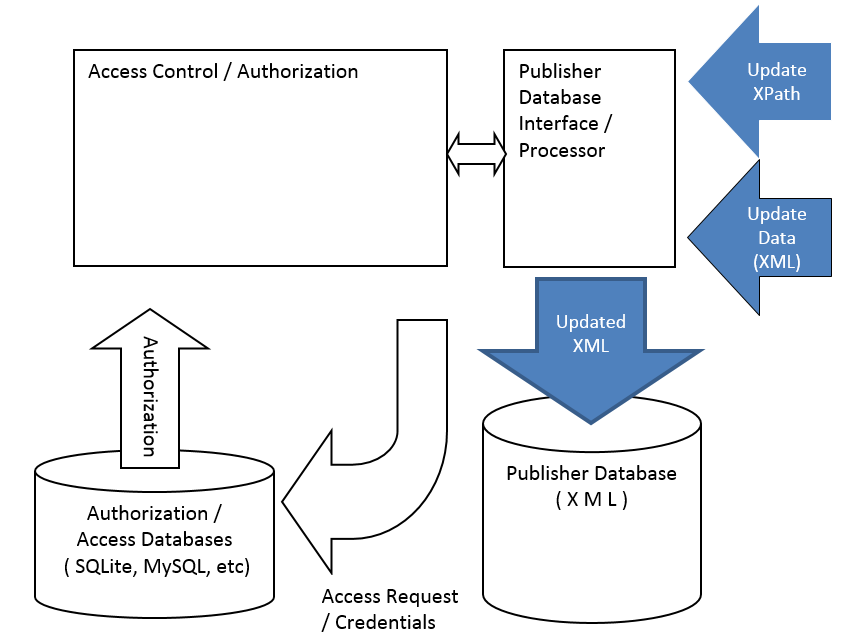 Access Control / Authorization
Publisher
Database
Interface /
Processor
Update
XPath
Update
Data
(XML)
Updated
XML
Authorization
Publisher Database
( X M L )
Authorization /
Access Databases
( SQLite, MySQL, etc)
Access Request
/ Credentials